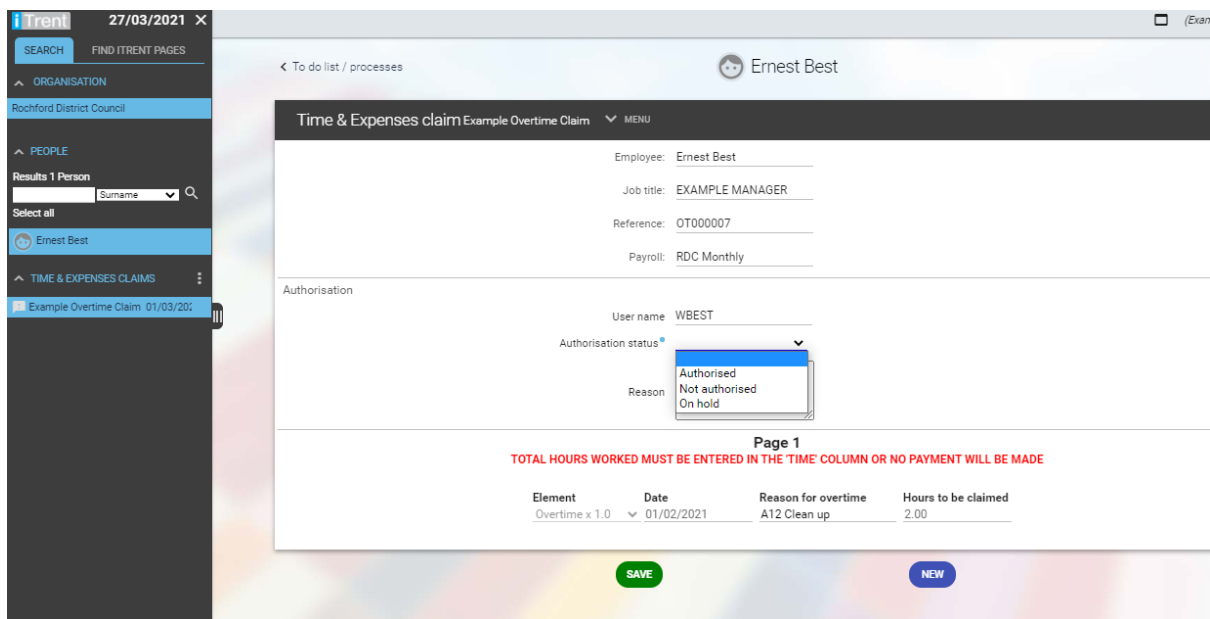 iTrent 27/03/2021 ×
SEARCH FIND ITRENT PAGES
ORGANISATION
Rochford District Council
PEOPLE
Results 1 Person
Surname
Select all
Ernest Best
TIME & EXPENSES CLAIMS
Example Overtime Claim 01/03/202
(Exam
To do list / processes
Ernest Best
Time & Expenses claim Example Overtime Claim MENU
Employee: Ernest Best
Job title: EXAMPLE MANAGER
Reference: OT000007
Payroll: RDC Monthly
Authorisation
User name WBEST
Authorisation status
Authorised
Not authorised
On hold
Reason
Page 1
TOTAL HOURS WORKED MUST BE ENTERED IN THE 'TIME' COLUMN OR NO PAYMENT WILL BE MADE
Element Date Reason for overtime Hours to be claimed
Overtime x 1.0 01/02/2021 A12 Clean up 2.00
SAVE NEW